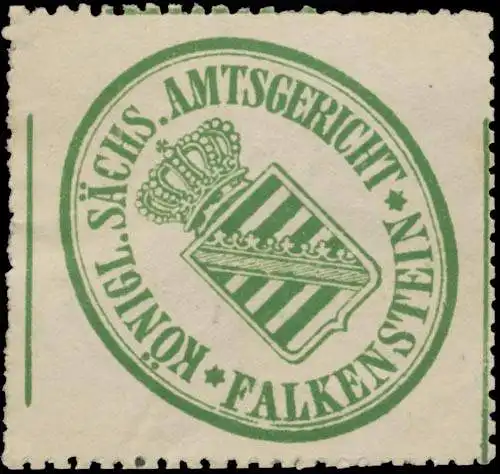 KÖNIGL. SÄCHS. AMTSGERICHT
FALKENSTEIN